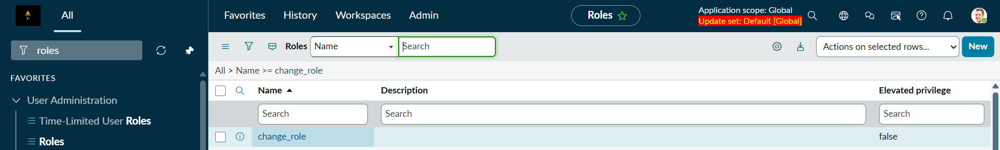 All
Favorites History Workspaces Admin
Roles
Application scope: Global
Update set: Default [Global]
roles
Roles Name Search
Actions on selected rows...
New
All > Name >= change_role
FAVORITES
Name Description Elevated privilege
User Administration
Search Search Search
Time-Limited User Roles
Roles
change_role false